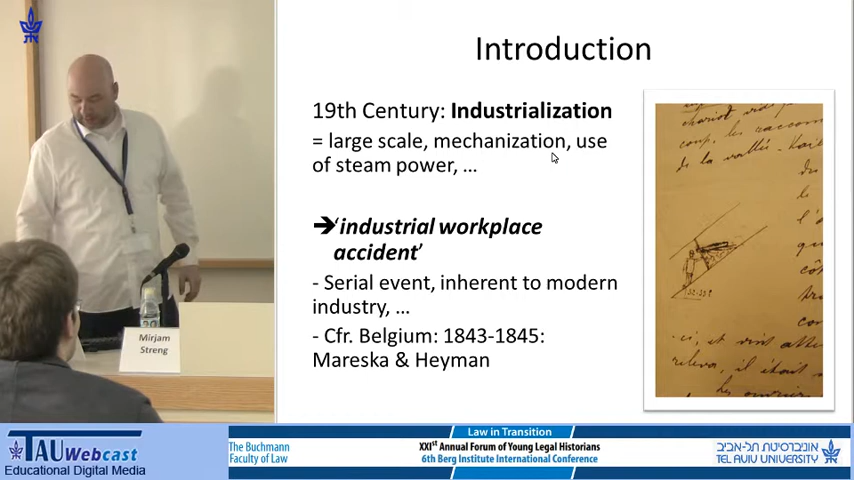 Introduction
19th Century: Industrialization
= large scale, mechanization, use
of steam power, ...
➔'industrial workplace
accident'
- Serial event, inherent to modern
industry, ...
- Cfr. Belgium: 1843-1845:
Mareska & Heyman
de la vallée.
Mirjam
Streng
TAU Webcast
Educational Digital Media
The Buchmann
Faculty of Law
Law in Transition
XXIst Annual Forum of Young Legal Historians
6th Berg Institute International Conference
אוניברסיטת תל-אביב
TEL AVIV UNIVERSITY